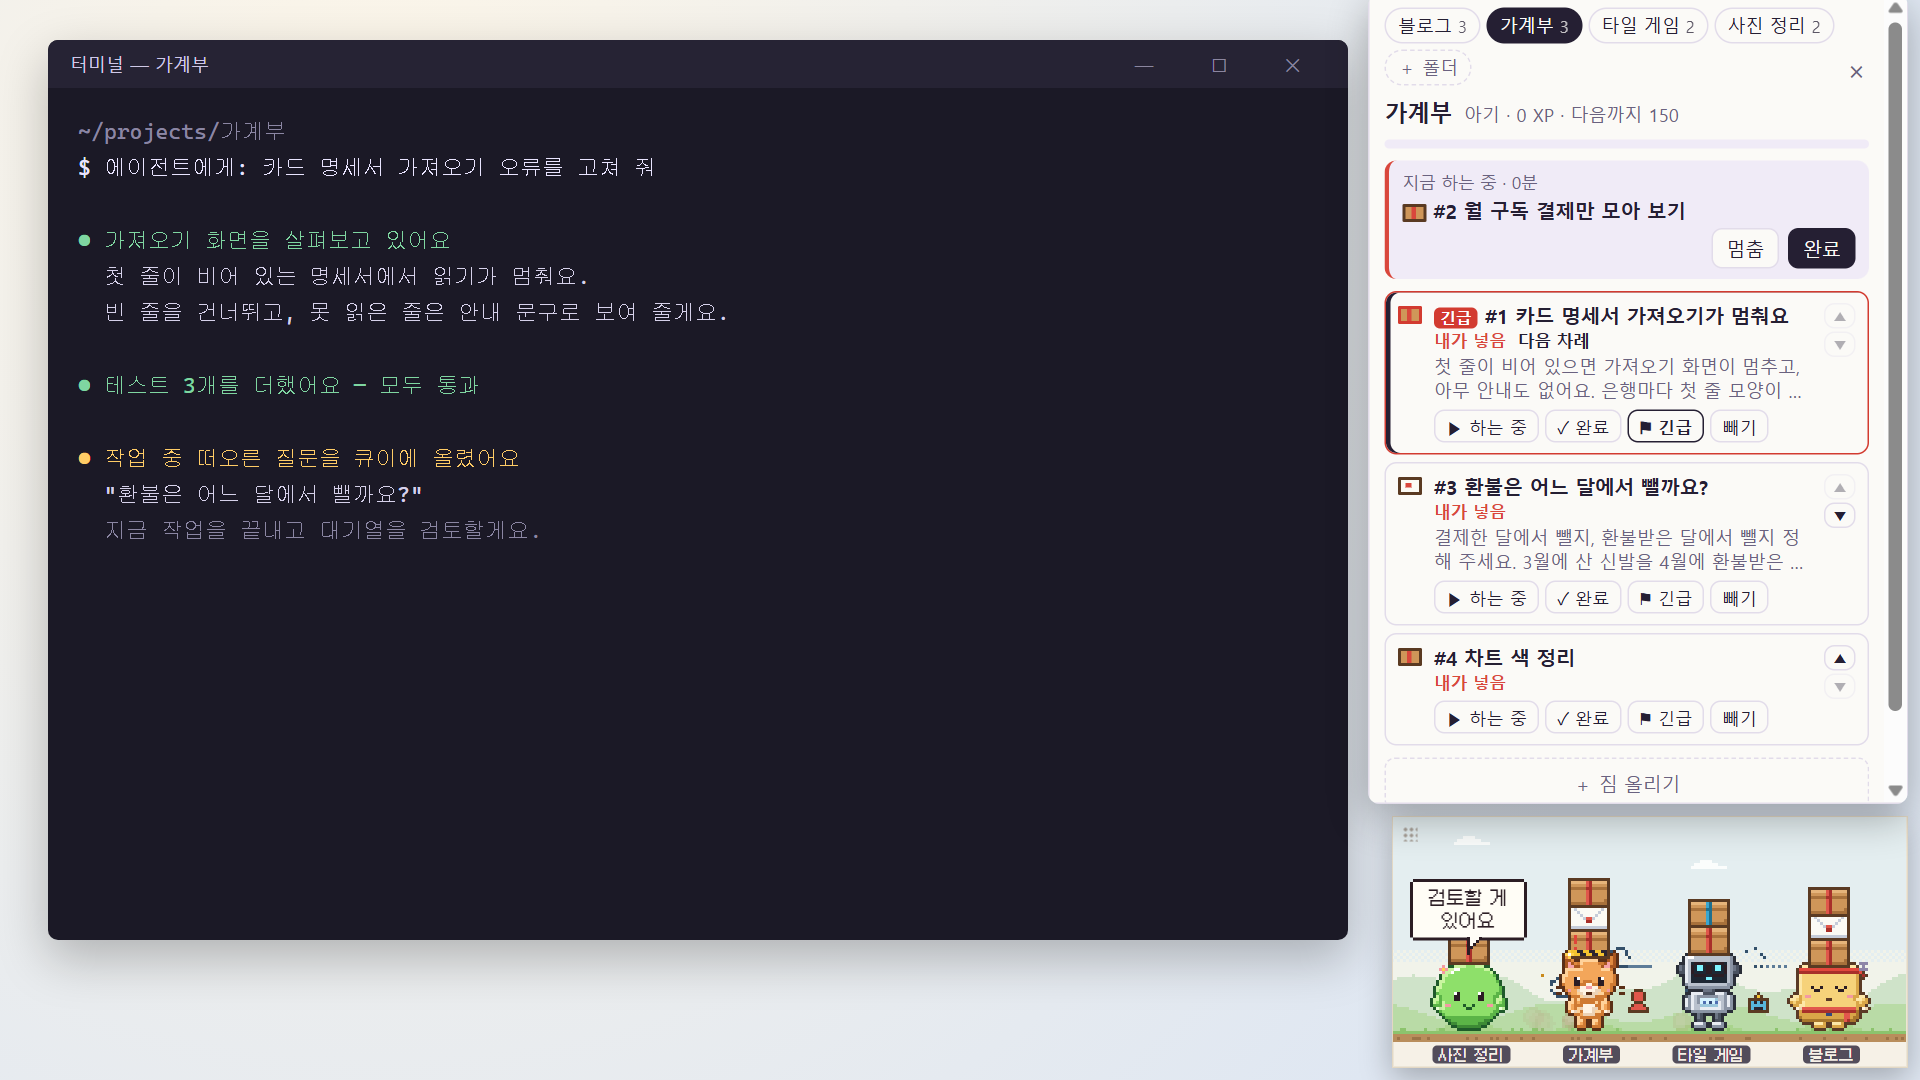 터미널 — 가계부
~/projects/가계부
$ 에이전트에게: 카드 명세서 가져오기 오류를 고쳐 줘
● 가져오기 화면을 살펴보고 있어요
첫 줄이 비어 있는 명세서에서 읽기가 멈춰요.
빈 줄을 건너뛰고, 못 읽은 줄은 안내 문구로 보여 줄게요.
● 테스트 3개를 더했어요 — 모두 통과
● 작업 중 떠오른 질문을 큐이에 올렸어요
"환불은 어느 달에서 뺄까요?"
지금 작업을 끝내고 대기열을 검토할게요.
블로그 3 가계부 3 타일 게임 2 사진 정리 2
+ 폴더
가계부 아기 · 0 XP · 다음까지 150
지금 하는 중 · 0분
#2 월 구독 결제만 모아 보기
멈춤 완료
긴급 #1 카드 명세서 가져오기가 멈춰요
내가 넣음 다음 차례
첫 줄이 비어 있으면 가져오기 화면이 멈추고,
아무 안내도 없어요. 은행마다 첫 줄 모양이 ...
▶ 하는 중 ✓ 완료 ⚑ 긴급 빼기
#3 환불은 어느 달에서 뺄까요?
내가 넣음
결제한 달에서 뺄지, 환불받은 달에서 뺄지 정
해 주세요. 3월에 산 신발을 4월에 환불받은 ...
▶ 하는 중 ✓ 완료 ⚑ 긴급 빼기
#4 차트 색 정리
내가 넣음
▶ 하는 중 ✓ 완료 ⚑ 긴급 빼기
+ 짐 올리기
검토할 게
있어요
사진 정리 가계부 타일 게임 블로그